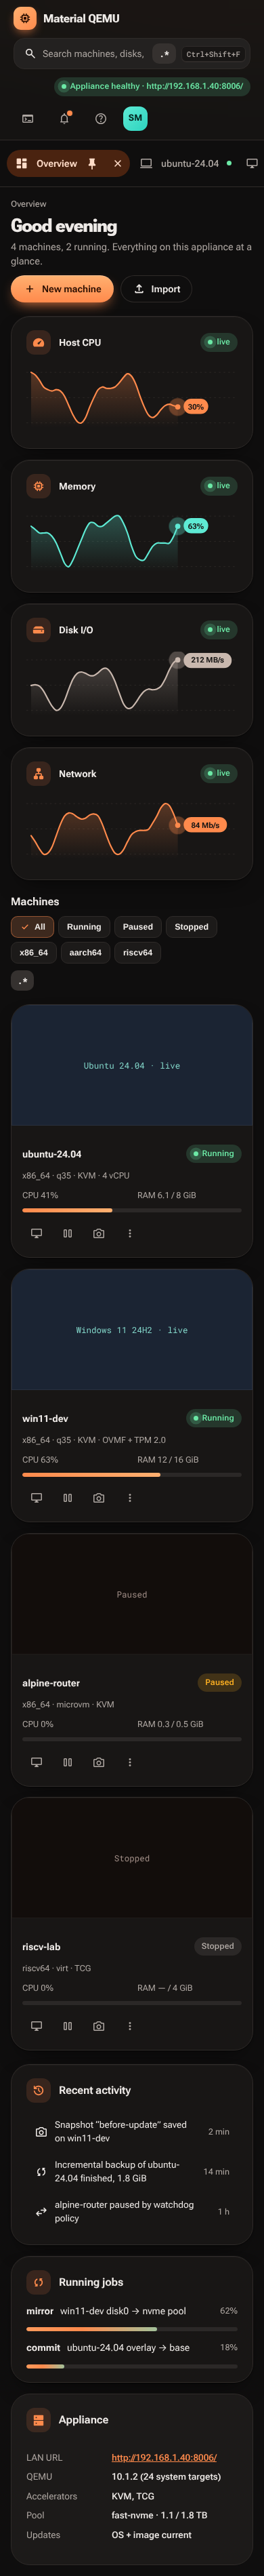 Material QEMU
Search machines, disks, .* Ctrl+Shift+F
Appliance healthy · http://192.168.1.40:8006/
SM
Overview ubuntu-24.04
Overview
Good evening
4 machines, 2 running. Everything on this appliance at a
glance.
New machine Import
Host CPU live
30%
Memory live
63%
Disk I/O live
212 MB/s
Network live
84 Mb/s
Machines
All Running Paused Stopped
x86_64 aarch64 riscv64
.*
Ubuntu 24.04 · live
ubuntu-24.04 Running
x86_64 · q35 · KVM · 4 vCPU
CPU 41% RAM 6.1 / 8 GiB
Windows 11 24H2 · live
win11-dev Running
x86_64 · q35 · KVM · OVMF + TPM 2.0
CPU 63% RAM 12 / 16 GiB
Paused
alpine-router Paused
x86_64 · microvm · KVM
CPU 0% RAM 0.3 / 0.5 GiB
Stopped
riscv-lab Stopped
riscv64 · virt · TCG
CPU 0% RAM — / 4 GiB
Recent activity
Snapshot "before-update" saved
on win11-dev 2 min
Incremental backup of ubuntu-
24.04 finished, 1.8 GiB 14 min
alpine-router paused by watchdog
policy 1 h
Running jobs
mirror win11-dev disk0 → nvme pool 62%
commit ubuntu-24.04 overlay → base 18%
Appliance
LAN URL http://192.168.1.40:8006/
QEMU 10.1.2 (24 system targets)
Accelerators KVM, TCG
Pool fast-nvme · 1.1 / 1.8 TB
Updates OS + image current